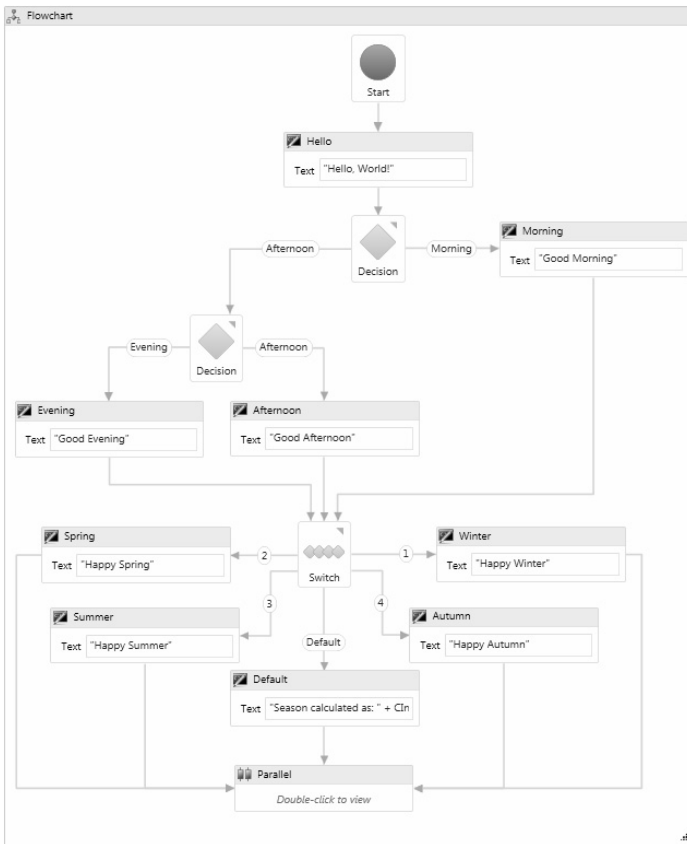 Flowchart
Start
Hello
Text "Hello, World!"
Decision
Afternoon
Morning
Morning
Text "Good Morning"
Decision
Evening
Afternoon
Evening
Text "Good Evening"
Afternoon
Text "Good Afternoon"
Switch
Spring
Text "Happy Spring"
2
1
Winter
Text "Happy Winter"
3
4
Summer
Text "Happy Summer"
Default
Autumn
Text "Happy Autumn"
Default
Text "Season calculated as: " + CIn
Parallel
Double-click to view